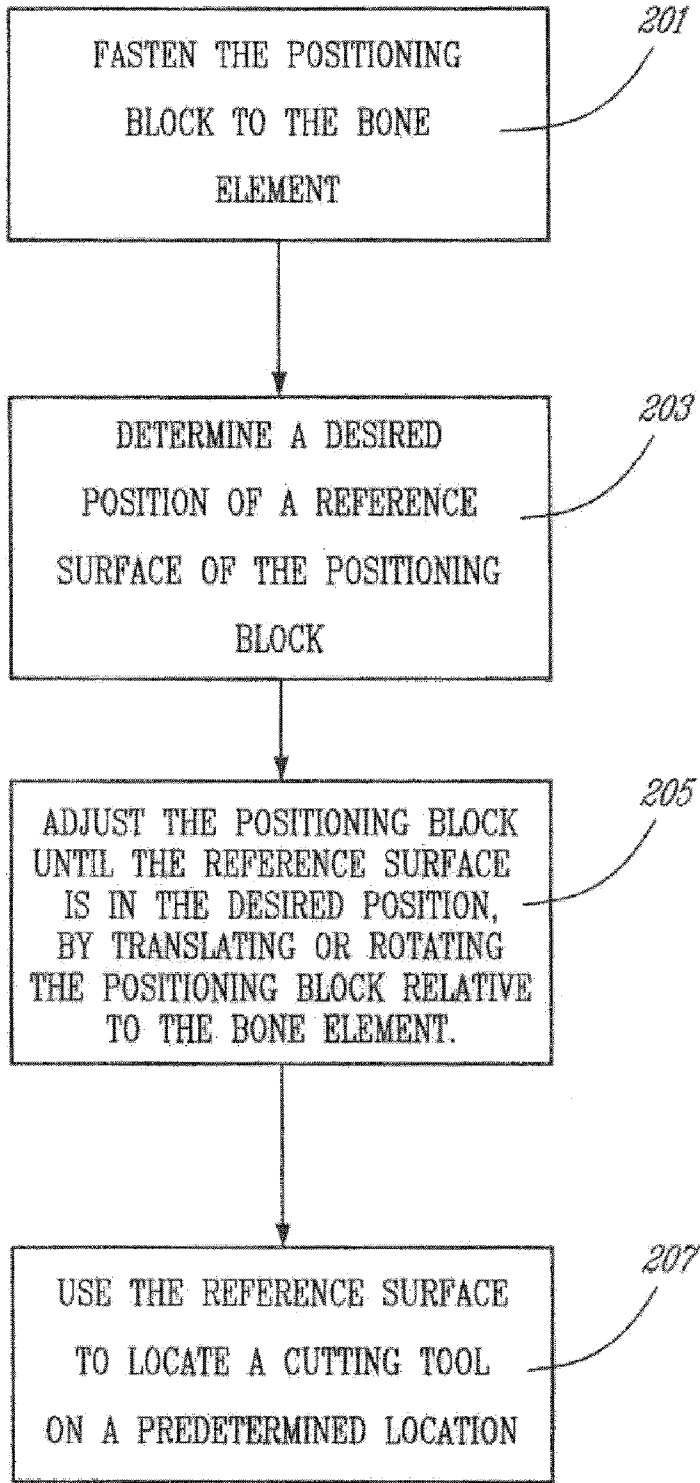 FASTEN THE POSITIONING
BLOCK TO THE BONE
ELEMENT
201
DETERMINE A DESIRED
POSITION OF A REFERENCE
SURFACE OF THE POSITIONING
BLOCK
203
ADJUST THE POSITIONING BLOCK
UNTIL THE REFERENCE SURFACE
IS IN THE DESIRED POSITION,
BY TRANSLATING OR ROTATING
THE POSITIONING BLOCK RELATIVE
TO THE BONE ELEMENT.
205
USE THE REFERENCE SURFACE
TO LOCATE A CUTTING TOOL
ON A PREDETERMINED LOCATION
207